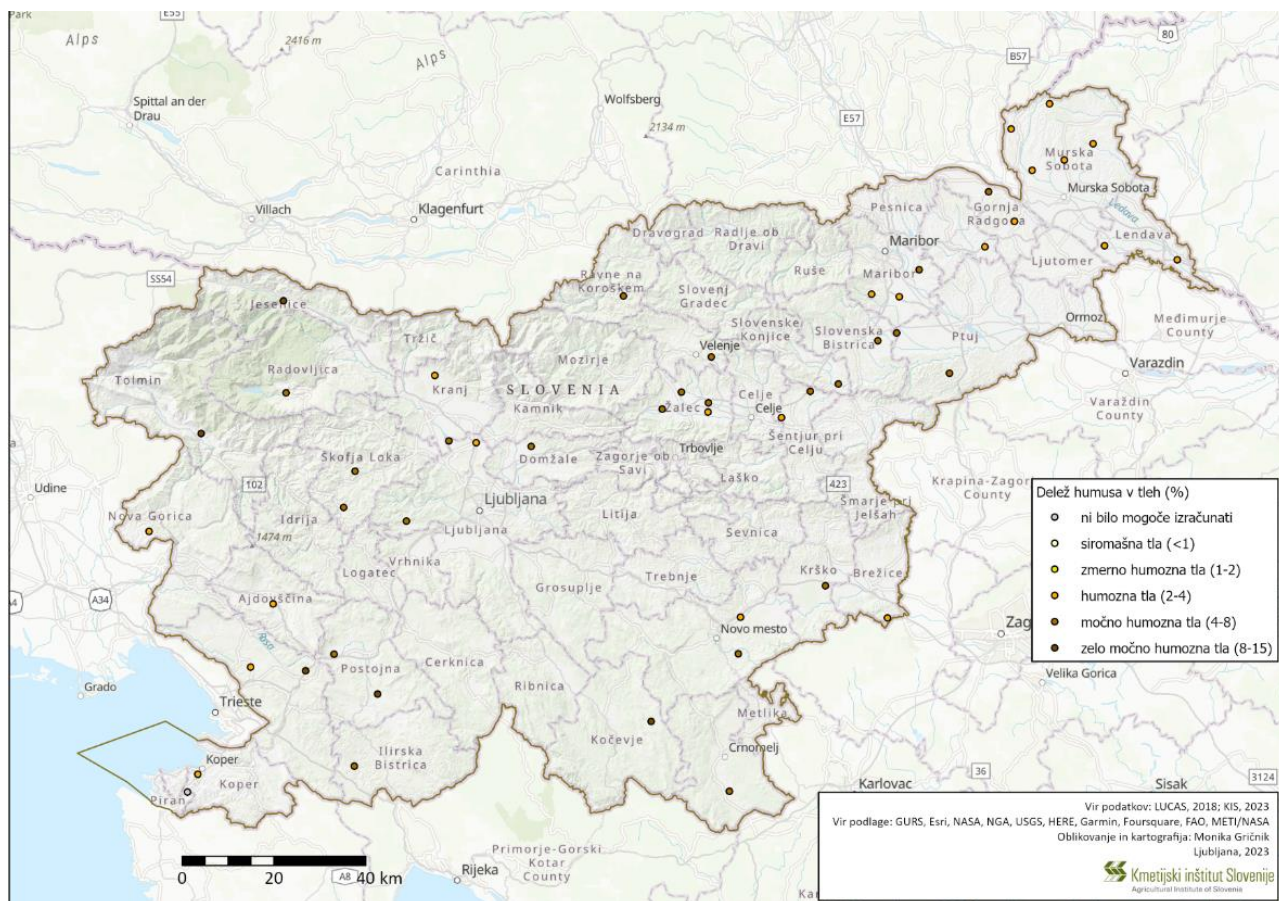 Park
E55
Alps
2416 m
Alps
80
B57
Spittal an der
Drau
Wolfsberg
E57
2134 m
Carinthia
Murska
Sobota
Murska Sobota
Villach
Klagenfurt
Pesnica
Gornja
Radgona
Ledava
Lendava
Dravograd
Radlje ob
Dravi
Maribor
Ljutomer
SS54
Ravne na
Koroškem
Ruše
Maribor
Jesenice
Slovenj
Gradec
Ormoz
Međimurje
County
Tržič
Slovenske
Konjice
Slovenska
Bistrica
Ptuj
Mozirje
Velenje
Varazdin
Tolmin
Radovljica
Kranj
SLOVENIA
Celje
Varaždin
County
Kamnik
Žalec
Celje
Šentjur pri
Celju
Škofja Loka
Domžale
Zagorje ob
Savi
Trbovlje
Laško
Krapina-Zagor
County
Udine
102
Ljubljana
423
Šmarje pri
Jelšah
Nova Gorica
Idrija
Ljubljana
Litija
Sevnica
1474 m
Vrhnika
Logatec
Grosuplje
Trebnje
Krško
Brežice
A34
Ajdovščina
Novo mesto
Zag
Postojna
Cerknica
Velika Gorica
Grado
Trieste
Ribnica
Metlika
Kočevje
Koper
Ilirska
Bistrica
Crnomelj
Piran
Koper
Karlovac
36
Sisak
3124
Primorje-Gorski
Kotar
County
Rijeka
A8
0 20 40 km
Delež humusa v tleh (%)
ni bilo mogoče izračunati
siromašna tla (<1)
zmerno humozna tla (1-2)
humozna tla (2-4)
močno humozna tla (4-8)
zelo močno humozna tla (8-15)
Vir podatkov: LUCAS, 2018; KIS, 2023
Vir podlage: GURS, Esri, NASA, NGA, USGS, HERE, Garmin, Foursquare, FAO, METI/NASA
Oblikovanje in kartografija: Monika Gričnik
Ljubljana, 2023
Kmetijski inštitut Slovenije
Agricultural Institute of Slovenia